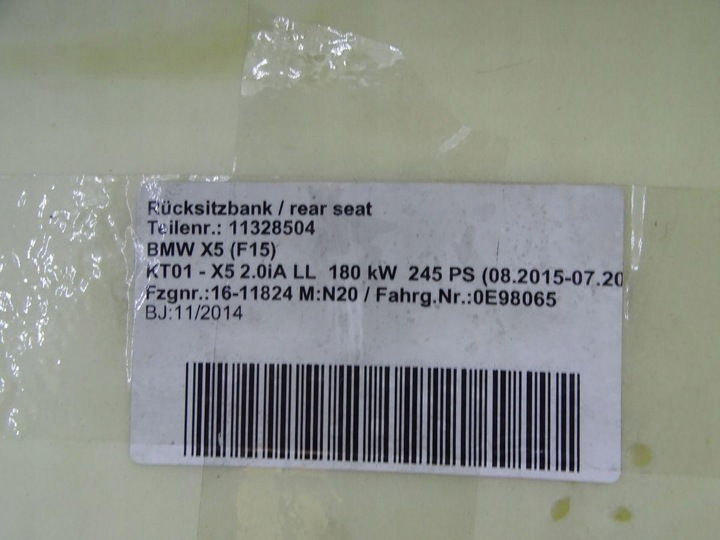 Rücksitzbank / rear seat
Teilenr.: 11328504
BMW X5 (F15)
KT01 - X5 2.0iA LL 180 kW 245 PS (08.2015-07.20
Fzgnr.:16-11824 M:N20 / Fahrg.Nr.:0E98065
BJ:11/2014